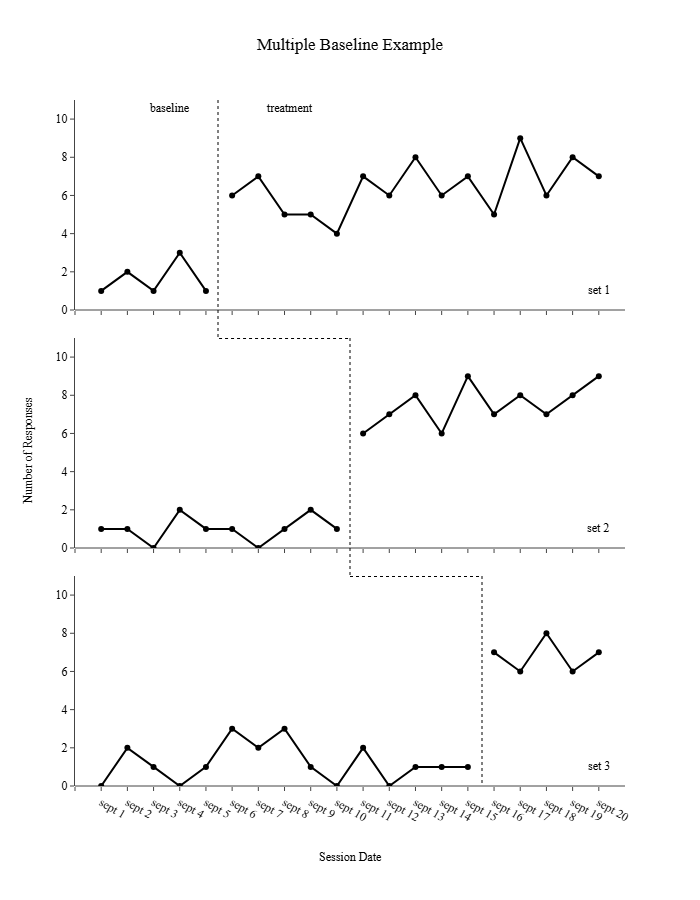 Multiple Baseline Example
baseline
treatment
10
8
6
4
2
0
set 1
10
8
6
4
2
0
set 2
Number of Responses
10
8
6
4
2
0
set 3
sept 1 sept 2 sept 3 sept 4 sept 5 sept 6 sept 7 sept 8 sept 9 sept 10 sept 11 sept 12 sept 13 sept 14 sept 15 sept 16 sept 17 sept 18 sept 19 sept 20
Session Date